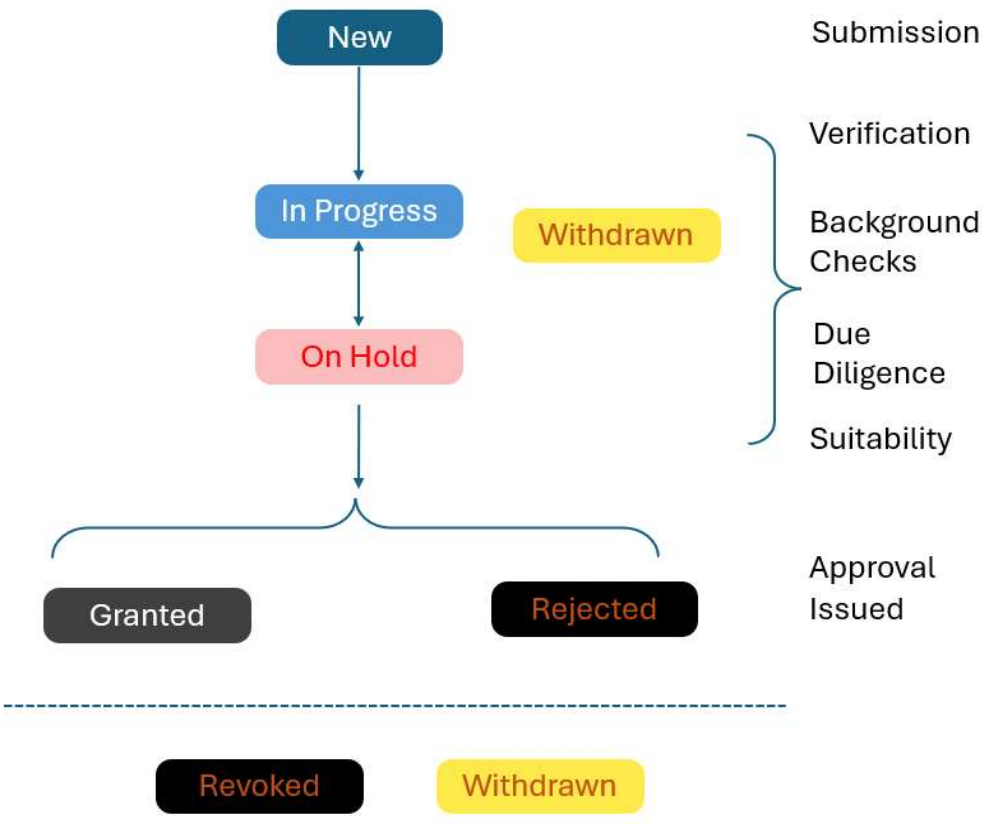 New
Submission
Verification
In Progress
Withdrawn
Background
Checks
On Hold
Due
Diligence
Suitability
Granted
Rejected
Approval
Issued
Revoked
Withdrawn